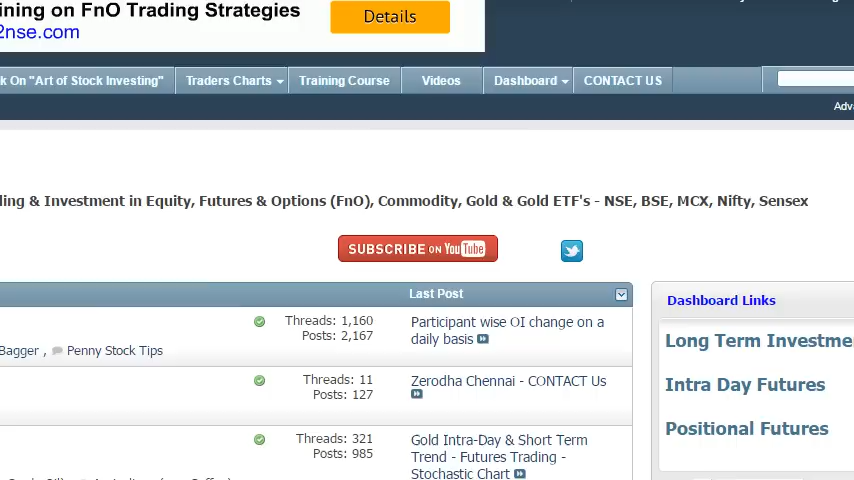 ining on FnO Trading Strategies
Details
2nse.com
k On "Art of Stock Investing"
Traders Charts
Training Course
Videos
Dashboard
CONTACT US
Adv
ding & Investment in Equity, Futures & Options (FnO), Commodity, Gold & Gold ETF's - NSE, BSE, MCX, Nifty, Sensex
SUBSCRIBE ON YouTube
Last Post
Threads: 1,160
Posts: 2,167
Participant wise OI change on a
daily basis
Bagger , Penny Stock Tips
Threads: 11
Posts: 127
Zerodha Chennai - CONTACT Us
Threads: 321
Posts: 985
Gold Intra-Day & Short Term
Trend - Futures Trading -
Stochastic Chart
Dashboard Links
Long Term Investme
Intra Day Futures
Positional Futures